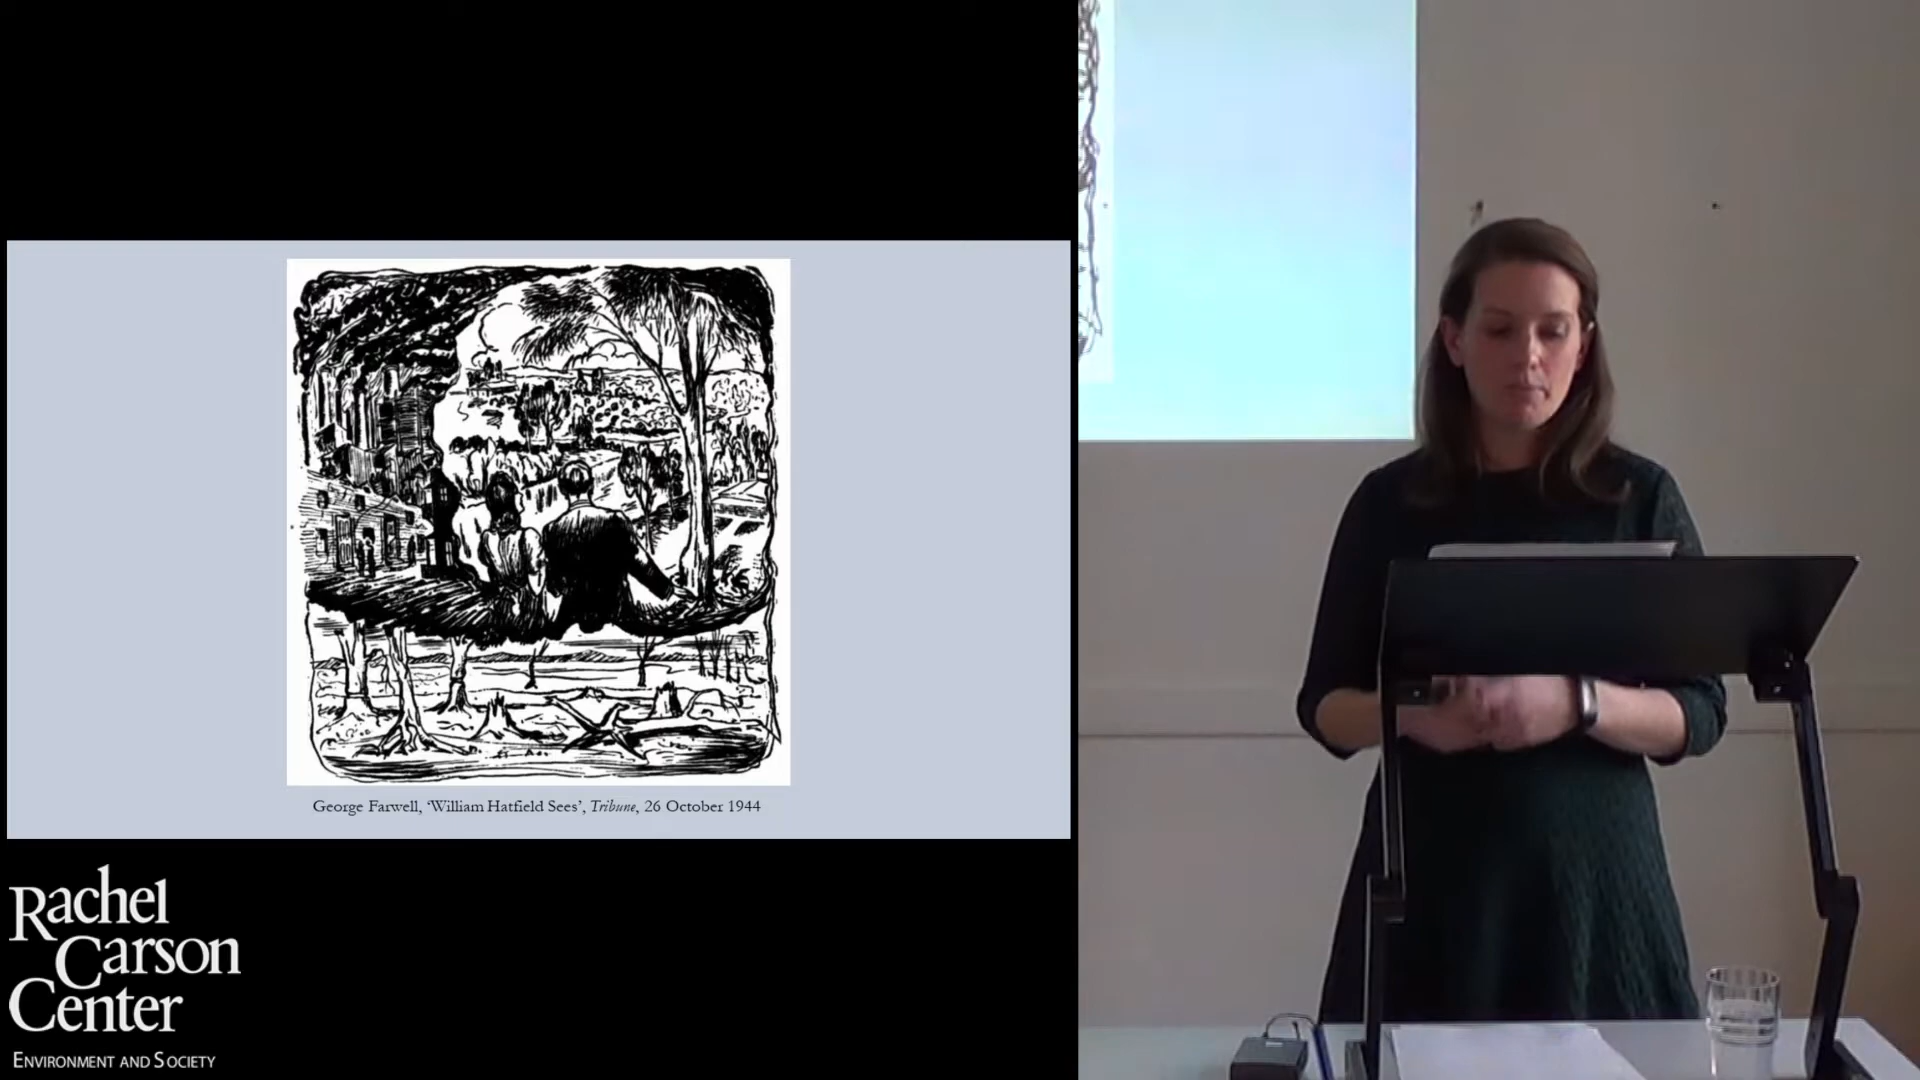 George Farwell, ‘William Hatfield Sees’, Tribune, 26 October 1944
Rachel
Carson
Center
ENVIRONMENT AND SOCIETY